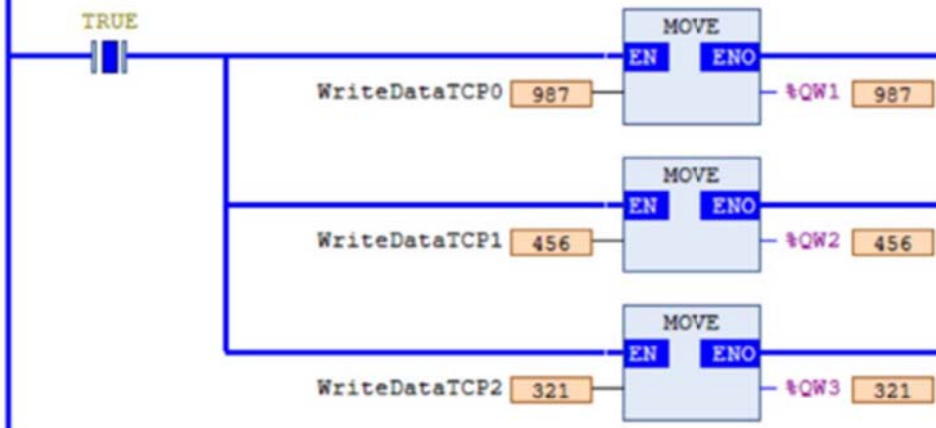 TRUE
MOVE
EN ENO
WriteDataTCP0 987 %QW1 987
MOVE
EN ENO
WriteDataTCP1 456 %QW2 456
MOVE
EN ENO
WriteDataTCP2 321 %QW3 321